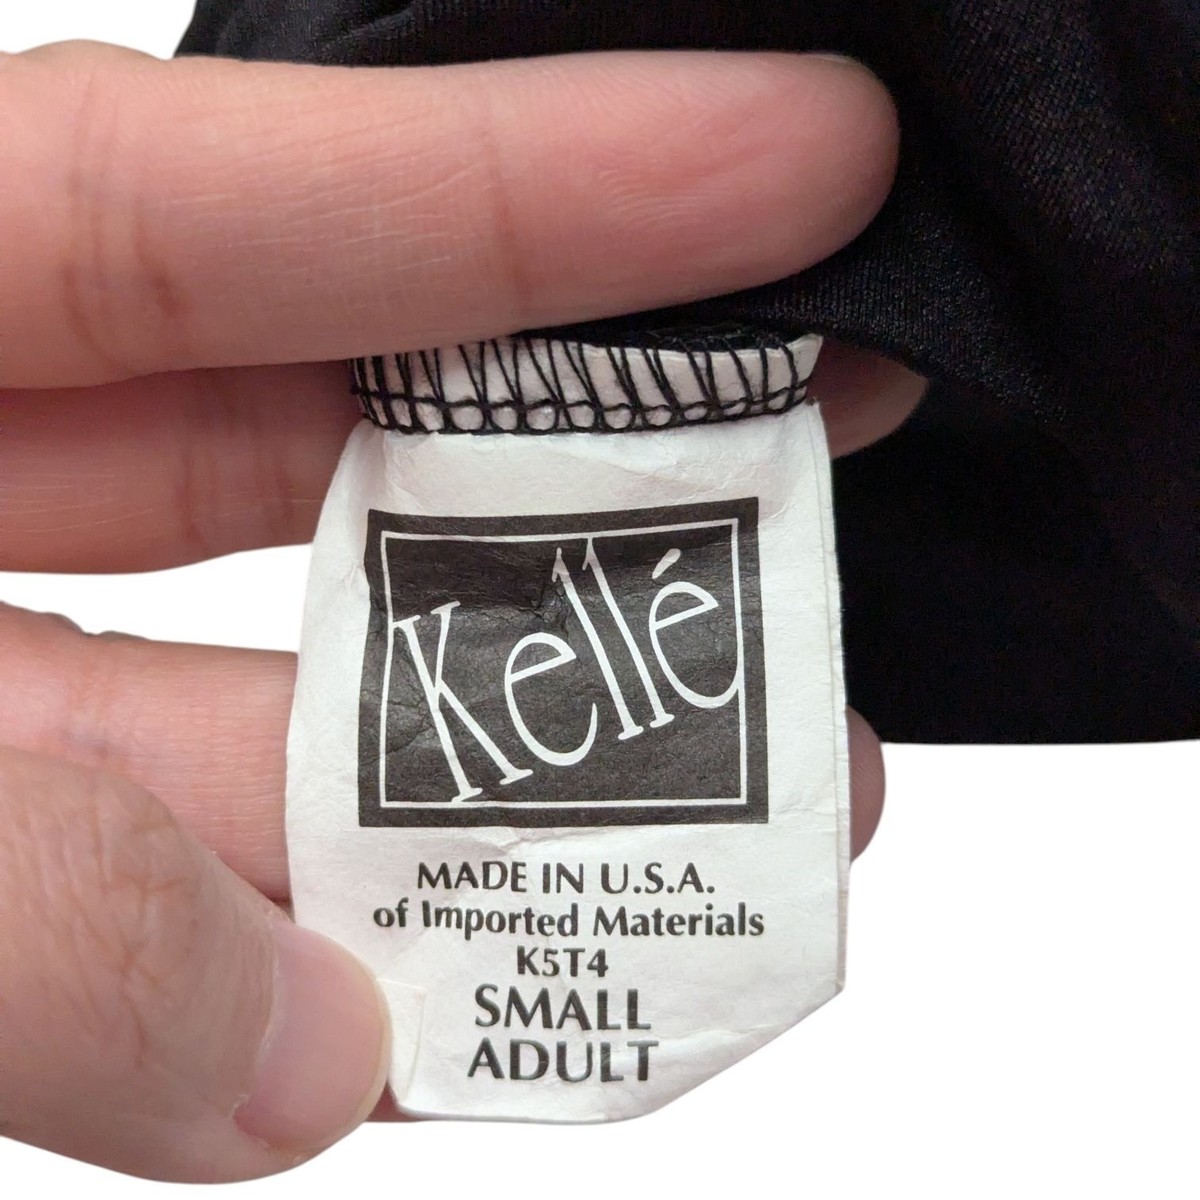 Kellé
MADE IN U.S.A.
of Imported Materials
K5T4
SMALL
ADULT